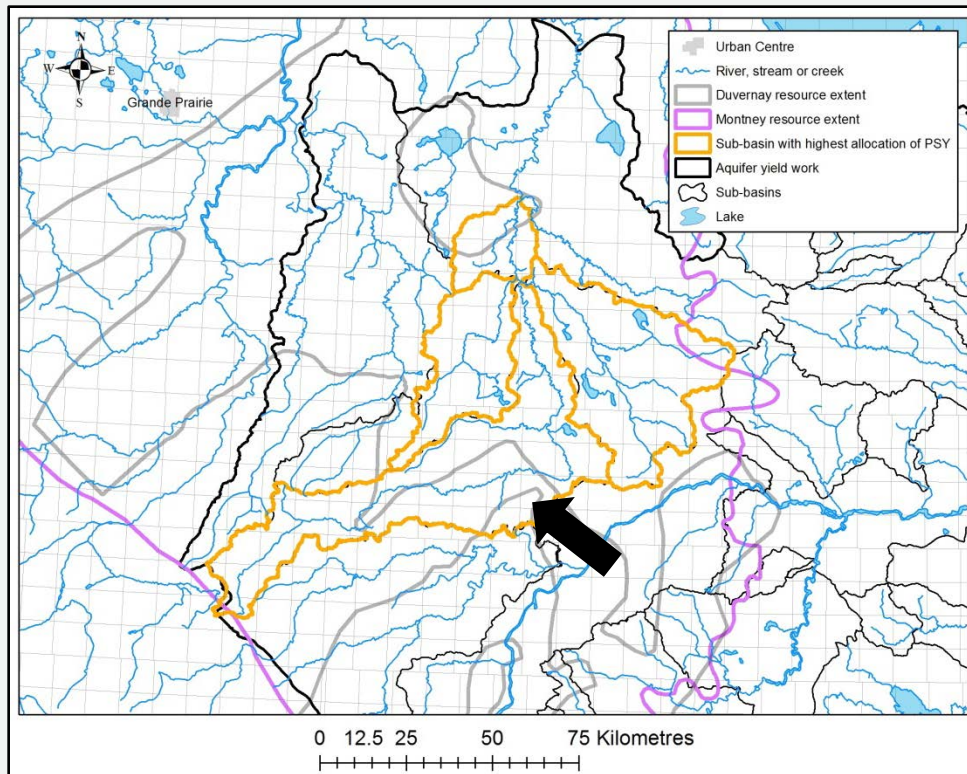 N
W E
S
Grande Prairie
Urban Centre
River, stream or creek
Duvernay resource extent
Montney resource extent
Sub-basin with highest allocation of PSY
Aquifer yield work
Sub-basins
Lake
0 12.5 25 50 75 Kilometres